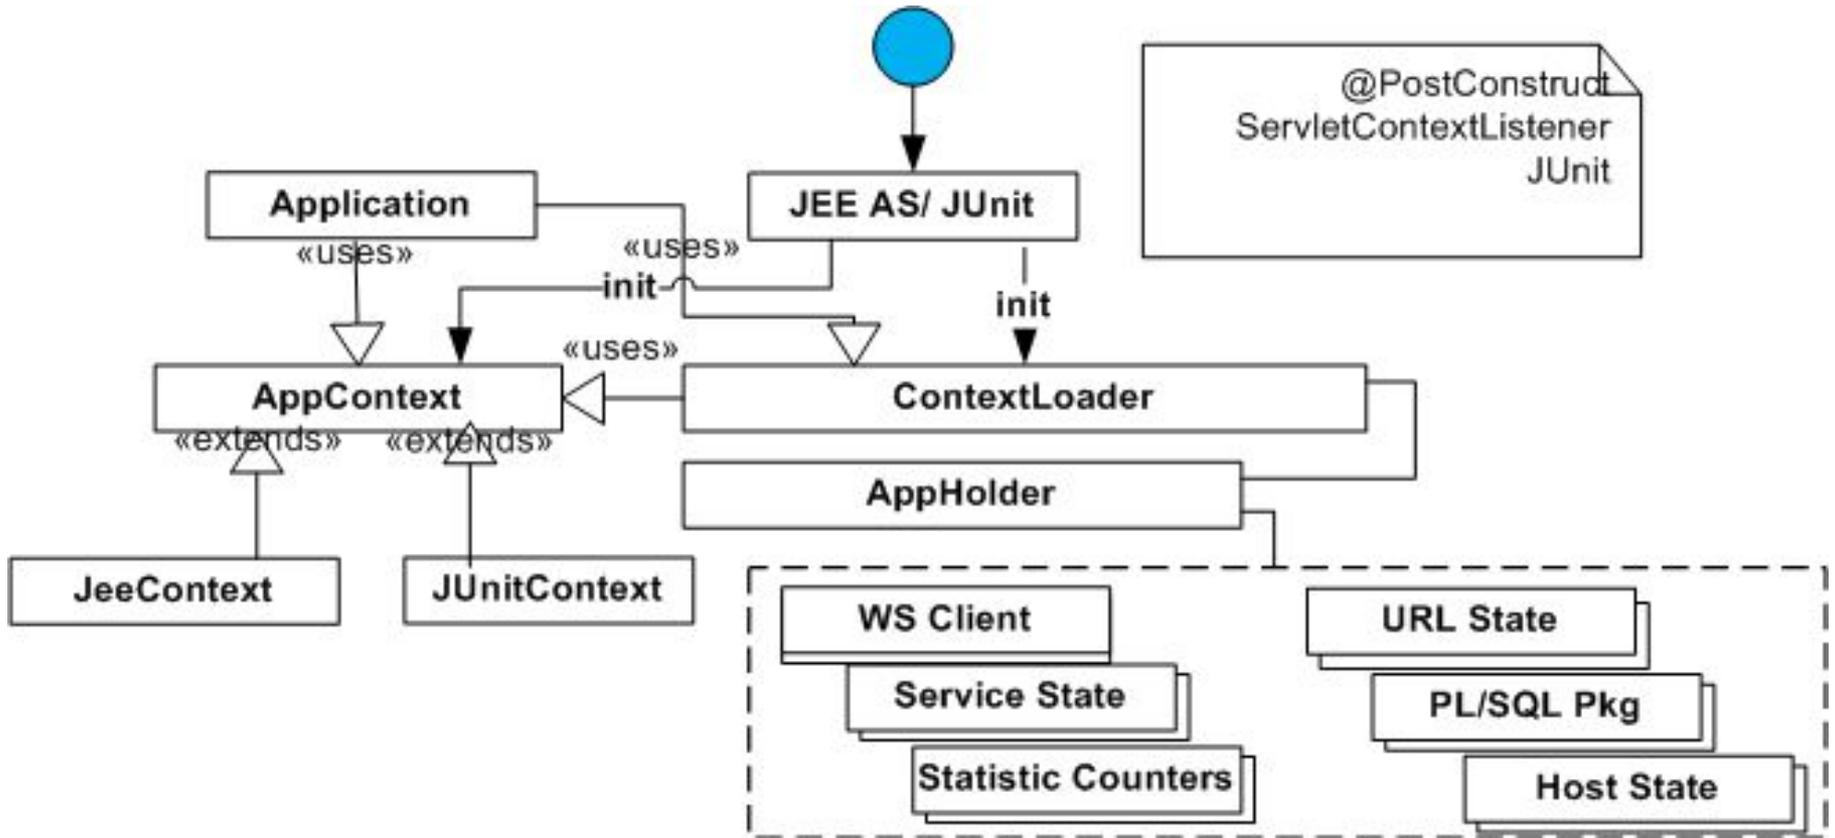 @PostConstruct
ServletContextListener
JUnit
Application
JEE AS/ JUnit
«uses»
«uses»
init
init
«uses»
AppContext
ContextLoader
«extends»
«extends»
AppHolder
JeeContext
JUnitContext
WS Client
URL State
Service State
PL/SQL Pkg
Statistic Counters
Host State